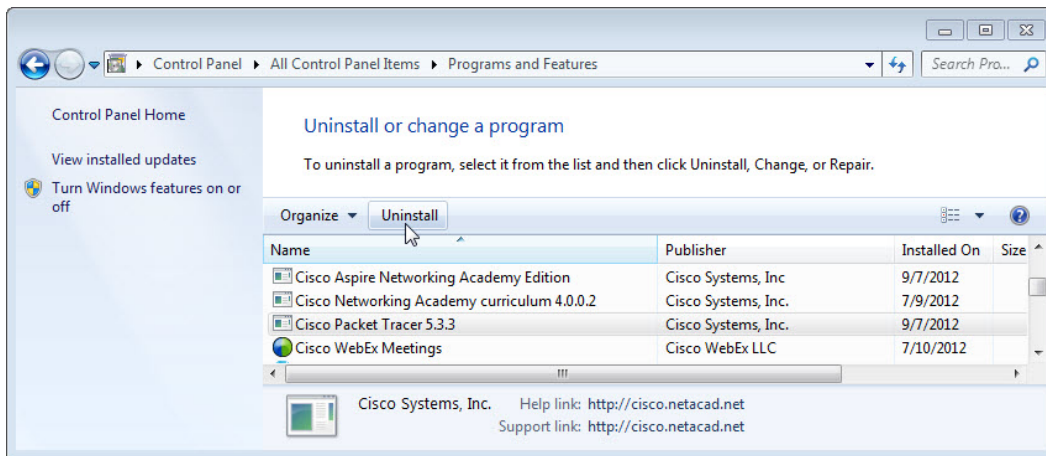 Control Panel ▸ All Control Panel Items ▸ Programs and Features
Search Pro...
Control Panel Home
View installed updates
Turn Windows features on or
off
Uninstall or change a program
To uninstall a program, select it from the list and then click Uninstall, Change, or Repair.
Organize Uninstall
Name Publisher Installed On Size
Cisco Aspire Networking Academy Edition Cisco Systems, Inc 9/7/2012
Cisco Networking Academy curriculum 4.0.0.2 Cisco Systems, Inc. 7/9/2012
Cisco Packet Tracer 5.3.3 Cisco Systems, Inc. 9/7/2012
Cisco WebEx Meetings Cisco WebEx LLC 7/10/2012
Cisco Systems, Inc. Help link: http://cisco.netacad.net
Support link: http://cisco.netacad.net